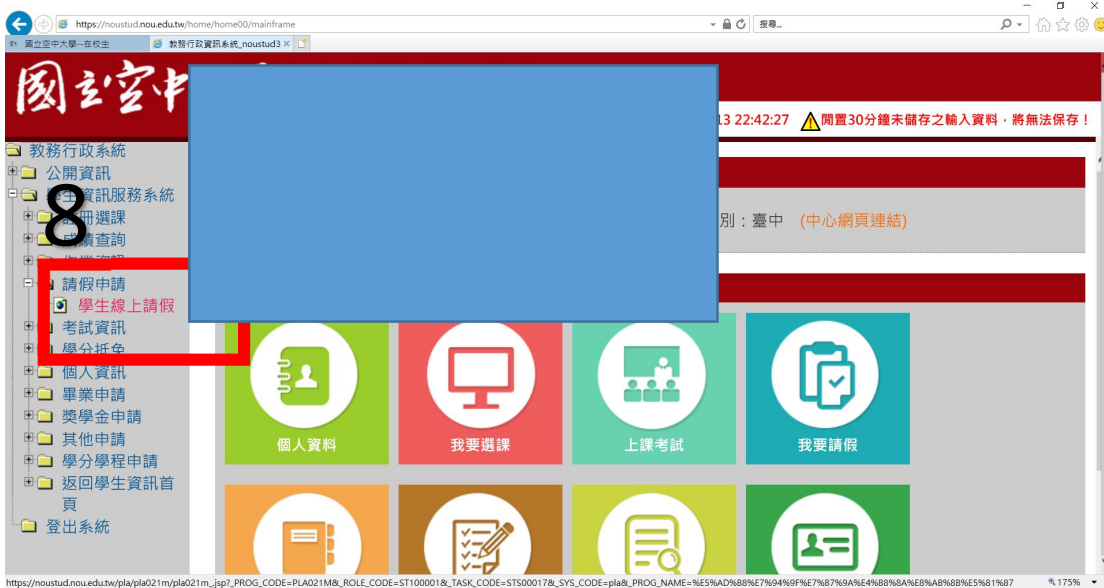 https://noustud.nou.edu.tw/home/home00/mainframe
搜尋...
國立空中大學--在校生
教務行政資訊系統_noustud3
國立空中
13 22:42:27
閒置30分鐘未儲存之輸入資料，將無法保存！
教務行政系統
公開資訊
學生資訊服務系統
8
註冊選課
成績查詢
請假申請
學生線上請假
考試資訊
學分抵免
個人資訊
畢業申請
獎學金申請
其他申請
學分學程申請
返回學生資訊首
頁
登出系統
別：臺中 (中心網頁連結)
個人資料
我要選課
上課考試
我要請假
https://noustud.nou.edu.tw/pla/pla021m/pla021m_.jsp?_PROG_CODE=PLA021M&_ROLE_CODE=ST100001&_TASK_CODE=STS00017&_SYS_CODE=pla&_PROG_NAME=%E5%AD%B8%E7%94%9F%E7%B7%9A%E4%B8%8A%E8%AB%8B%E5%81%87
175%